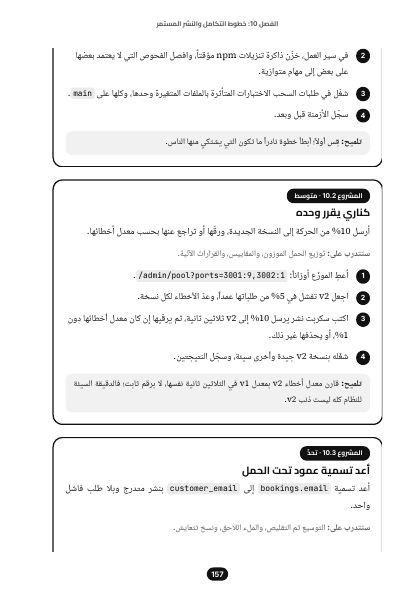 الفصل 10: خطوط التكامل والنشر المستمر
2 في سير العمل، خزّن ذاكرة تنزيلات npm مؤقتاً، وافصل الفحوص التي لا يعتمد بعضها
على بعض إلى مهام متوازية.
3 شغّل في طلبات السحب الاختبارات المتأثرة بالملفات المتغيرة وحدها، وكلها على main.
4 سجّل الأزمنة قبل وبعد.
تلميح: قس أولاً؛ أبطأ خطوة نادراً ما تكون التي يشتكي منها الناس.
المشروع 10.2 · متوسط
كناري يقرر وحده
أرسل 10% من الحركة إلى النسخة الجديدة، ورقّها أو تراجع عنها بحسب معدل أخطائها.
ستتدرب على: توزيع الحمل الموزون، والمقاييس، والقرارات الآلية.
1 أعطِ الموزّع أوزاناً: /admin/pool?ports=3001:9,3002:1.
2 اجعل v2 تفشل في 5% من طلباتها عمداً، وعدّ الأخطاء لكل نسخة.
3 اكتب سكربت نشر يرسل 10% إلى v2 ثلاثين ثانية، ثم يرقيها إن كان معدل أخطائها دون
1%، أو يحذفها غير ذلك.
4 شغّله بنسخة v2 جيدة وأخرى سيئة، وسجّل النتيجتين.
تلميح: قارن معدل أخطاء v2 بمعدل v1 في الثلاثين ثانية نفسها، لا برقم ثابت؛ فالدقيقة السيئة
للنظام كله ليست ذنب v2.
المشروع 10.3 · تحدٍّ
أعد تسمية عمود تحت الحمل
أعد تسمية bookings.email إلى customer_email بنشر متدرج وبلا طلب فاشل
واحد.
ستتدرب على: التوسيع ثم التقليص، والملء اللاحق، ونسخ تتعايش.
157